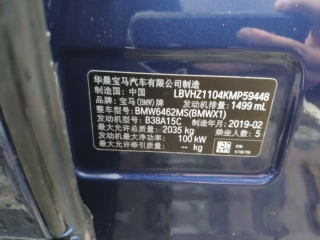 华晨宝马汽车有限公司制造
制造国：中国 LBVHZ1104KMP59448
品牌：宝马(BMW)牌 发动机排量：1499 mL
整车型号：BMW6462MS(BMWX1)
发动机型号：B38A15C 制造年月：2019-02
最大允许总质量：2035 kg 乘坐人数：5
发动机最大净功率：100 kW
最大允许牵引质量：-- kg